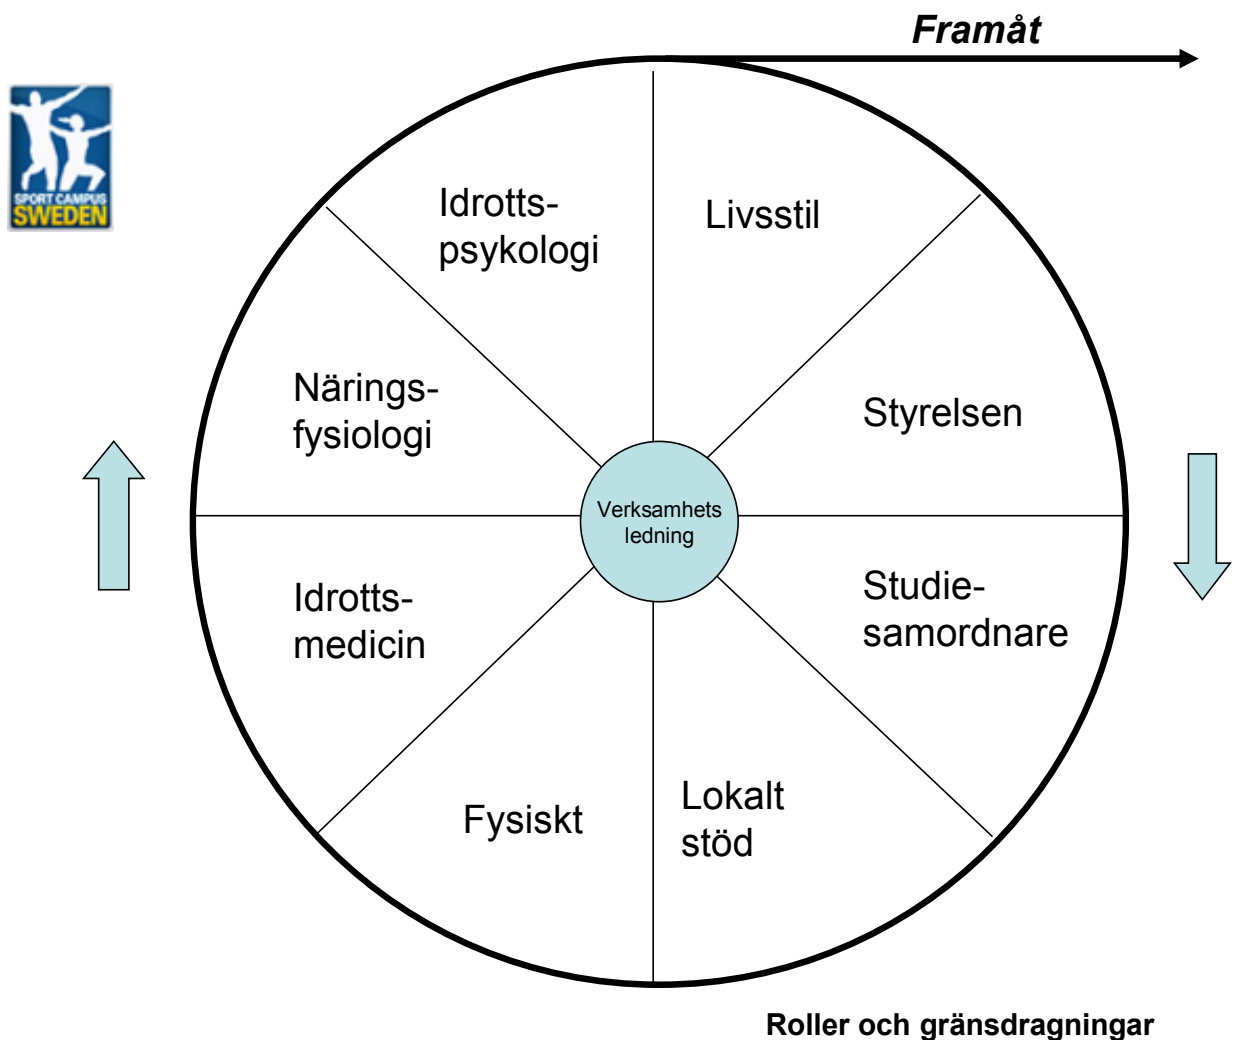 Framåt
SPORT CAMPUS
SWEDEN
Idrotts-
psykologi
Livsstil
Närings-
fysiologi
Styrelsen
Verksamhets
ledning
Idrotts-
medicin
Studie-
samordnare
Fysiskt
Lokalt
stöd
Roller och gränsdragningar